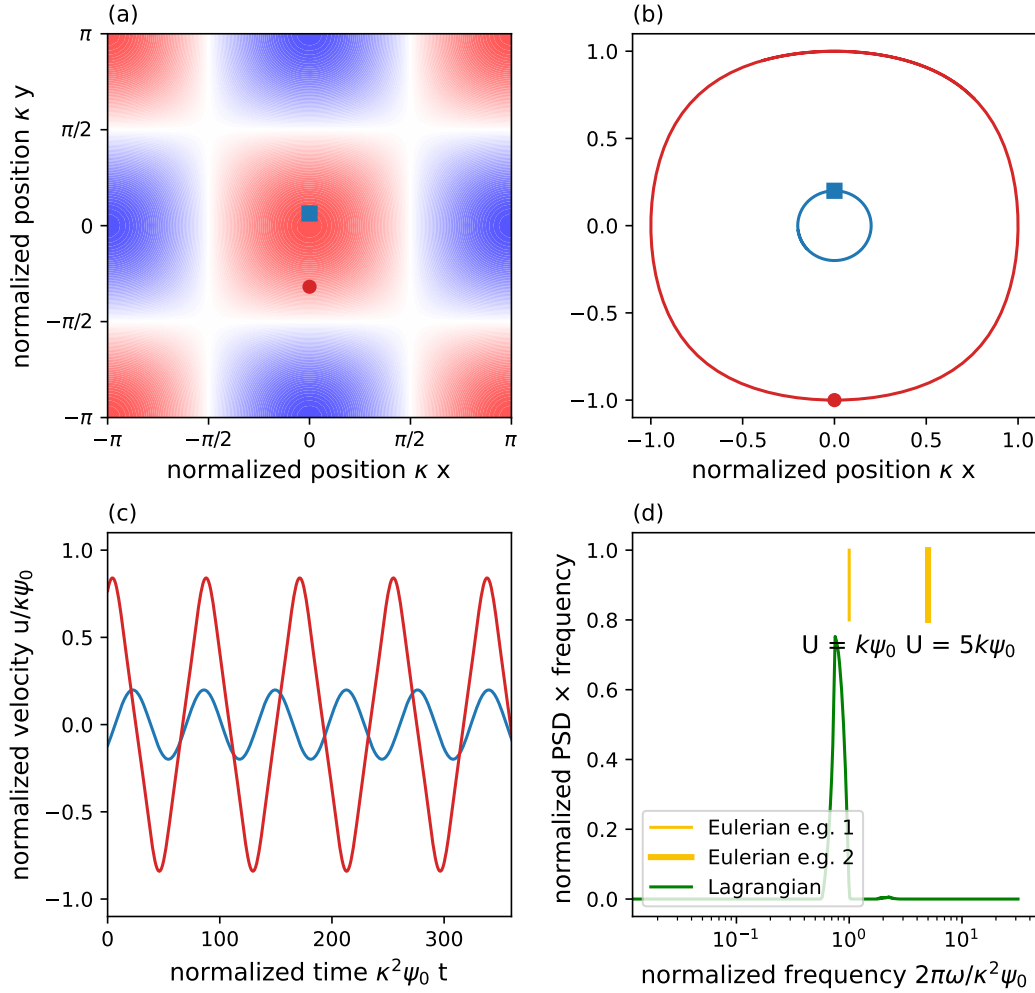 (a)
π
π/2
0
−π/2
−π
−π
−π/2
0
π/2
π
normalized position κ y
normalized position κ x
(b)
1.0
0.5
0.0
−0.5
−1.0
−1.0
−0.5
0.0
0.5
1.0
normalized position κ x
(c)
1.0
0.5
0.0
−0.5
−1.0
0
100
200
300
normalized velocity u/κψ₀
normalized time κ²ψ₀ t
(d)
1.0
0.8
0.6
0.4
0.2
0.0
U = kψ₀ U = 5kψ₀
Eulerian e.g. 1
Eulerian e.g. 2
Lagrangian
10⁻¹
10⁰
10¹
normalized PSD × frequency
normalized frequency 2πω/κ²ψ₀